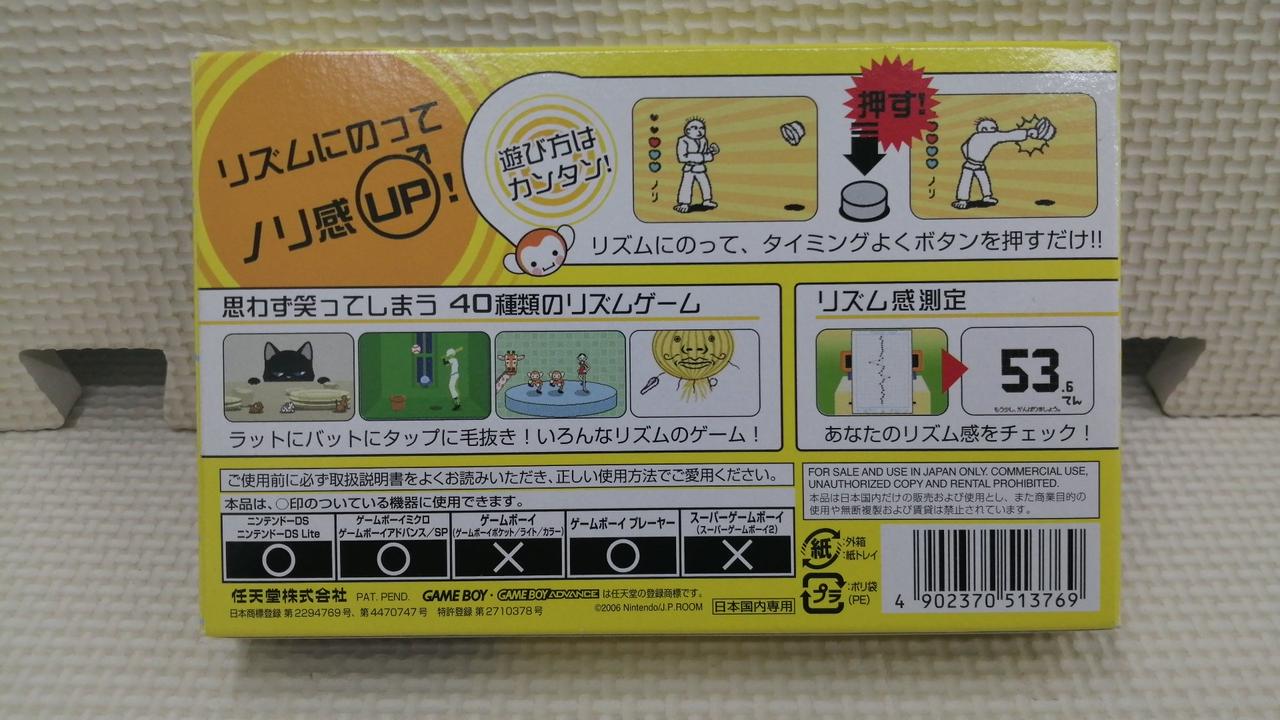 リズムにのって
ノリ感UP!
遊び方は
カンタン!
ノリ
押す!
ノリ
リズムにのって、タイミングよくボタンを押すだけ!!
思わず笑ってしまう 40種類のリズムゲーム
ラットにバットにタップに毛抜き！いろんなリズムのゲーム！
リズム感測定
53.6
てん
もう少し、がんばりましょう。
あなたのリズム感をチェック！
ご使用前に必ず取扱説明書をよくお読みいただき、正しい使用方法でご愛用ください。
本品は、○印のついている機器に使用できます。
ニンテンドーDS
ニンテンドーDS Lite
○
ゲームボーイミクロ
ゲームボーイアドバンス/SP
○
ゲームボーイ
(ゲームボーイポケット/ライト/カラー)
×
ゲームボーイ プレーヤー
○
スーパーゲームボーイ
(スーパーゲームボーイ2)
×
FOR SALE AND USE IN JAPAN ONLY. COMMERCIAL USE,
UNAUTHORIZED COPY AND RENTAL PROHIBITED.
本品は日本国内だけの販売および使用とし、また商業目的の
使用や無断複製および賃貸は禁止されています。
紙
:外箱
:紙トレイ
プラ
:ポリ袋
(PE)
4 902370 513769
任天堂株式会社 PAT. PEND. GAME BOY・GAME BOY ADVANCE は任天堂の登録商標です。
日本商標登録 第2294769号、第4470747号 特許登録 第2710378号
©2006 Nintendo/J.P.ROOM
日本国内専用